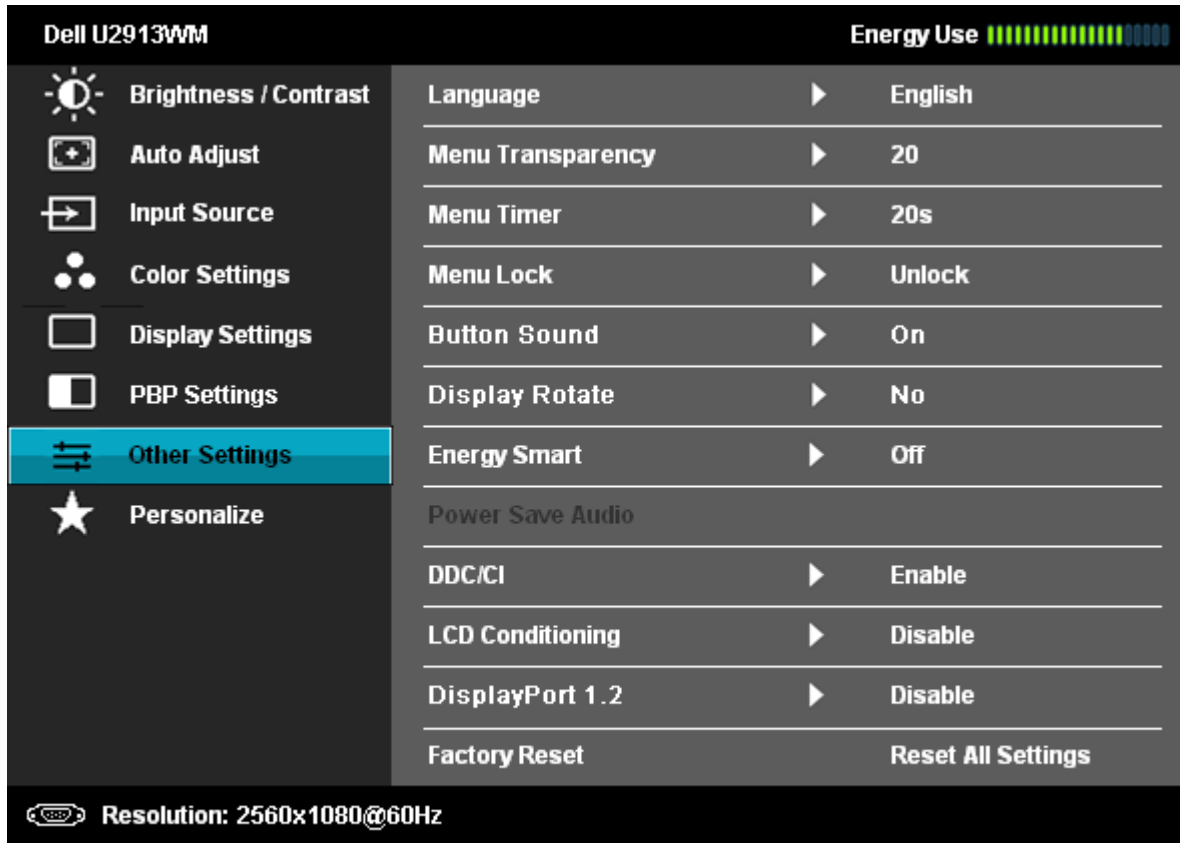 Dell U2913WM Energy Use
Brightness / Contrast Language English
Auto Adjust Menu Transparency 20
Input Source Menu Timer 20s
Color Settings Menu Lock Unlock
Display Settings Button Sound On
PBP Settings Display Rotate No
Other Settings Energy Smart Off
Personalize Power Save Audio
DDC/CI Enable
LCD Conditioning Disable
DisplayPort 1.2 Disable
Factory Reset Reset All Settings
Resolution: 2560x1080@60Hz